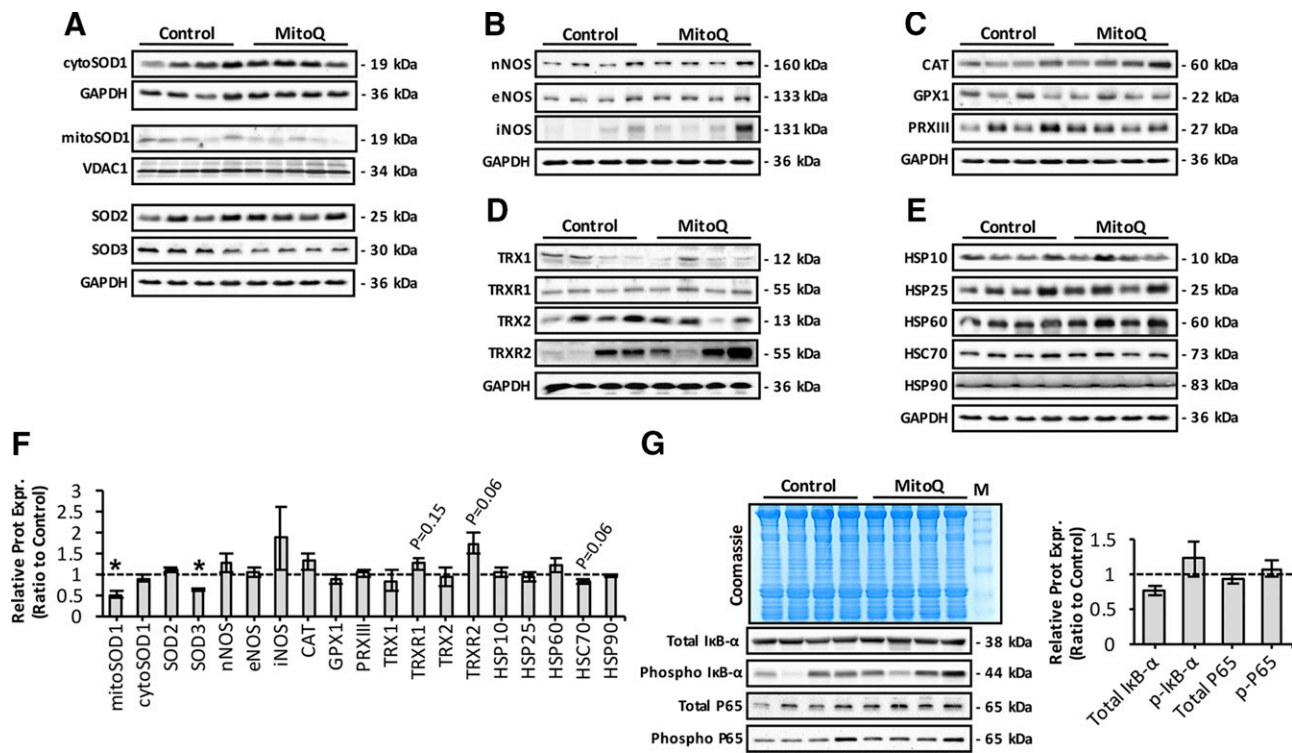 A
Control MitoQ
cytoSOD1 - 19 kDa
GAPDH - 36 kDa
mitoSOD1 - 19 kDa
VDAC1 - 34 kDa
SOD2 - 25 kDa
SOD3 - 30 kDa
GAPDH - 36 kDa
B
Control MitoQ
nNOS - 160 kDa
eNOS - 133 kDa
iNOS - 131 kDa
GAPDH - 36 kDa
C
Control MitoQ
CAT - 60 kDa
GPX1 - 22 kDa
PRXIII - 27 kDa
GAPDH - 36 kDa
D
Control MitoQ
TRX1 - 12 kDa
TRXR1 - 55 kDa
TRX2 - 13 kDa
TRXR2 - 55 kDa
GAPDH - 36 kDa
E
Control MitoQ
HSP10 - 10 kDa
HSP25 - 25 kDa
HSP60 - 60 kDa
HSC70 - 73 kDa
HSP90 - 83 kDa
GAPDH - 36 kDa
F
Relative Prot Expr.
(Ratio to Control)
3
2.5
2
1.5
1
0.5
0
* * P=0.15 P=0.06 P=0.06
mitoSOD1 cytoSOD1 SOD2 SOD3 nNOS eNOS iNOS CAT GPX1 PRXIII TRX1 TRXR1 TRX2 TRXR2 HSP10 HSP25 HSP60 HSC70 HSP90
G
Control MitoQ M
Coomassie
Total IκB-α - 38 kDa
Phospho IκB-α - 44 kDa
Total P65 - 65 kDa
Phospho P65 - 65 kDa
Relative Prot Expr.
(Ratio to Control)
1.5
1
0.5
0
Total IκB-α p-IκB-α Total P65 p-P65